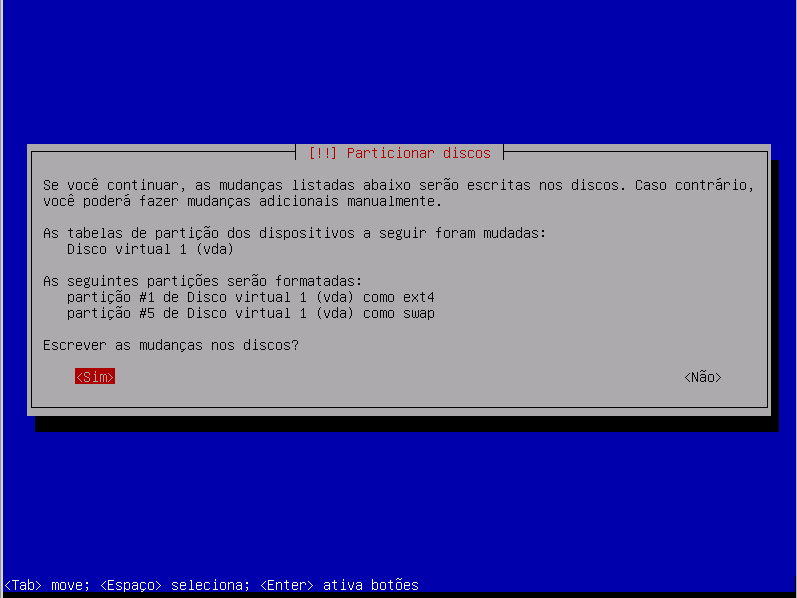 [!!] Particionar discos
Se você continuar, as mudanças listadas abaixo serão escritas nos discos. Caso contrário,
você poderá fazer mudanças adicionais manualmente.
As tabelas de partição dos dispositivos a seguir foram mudadas:
Disco virtual 1 (vda)
As seguintes partições serão formatadas:
partição #1 de Disco virtual 1 (vda) como ext4
partição #5 de Disco virtual 1 (vda) como swap
Escrever as mudanças nos discos?
<Sim> <Não>
<Tab> move; <Espaço> seleciona; <Enter> ativa botões